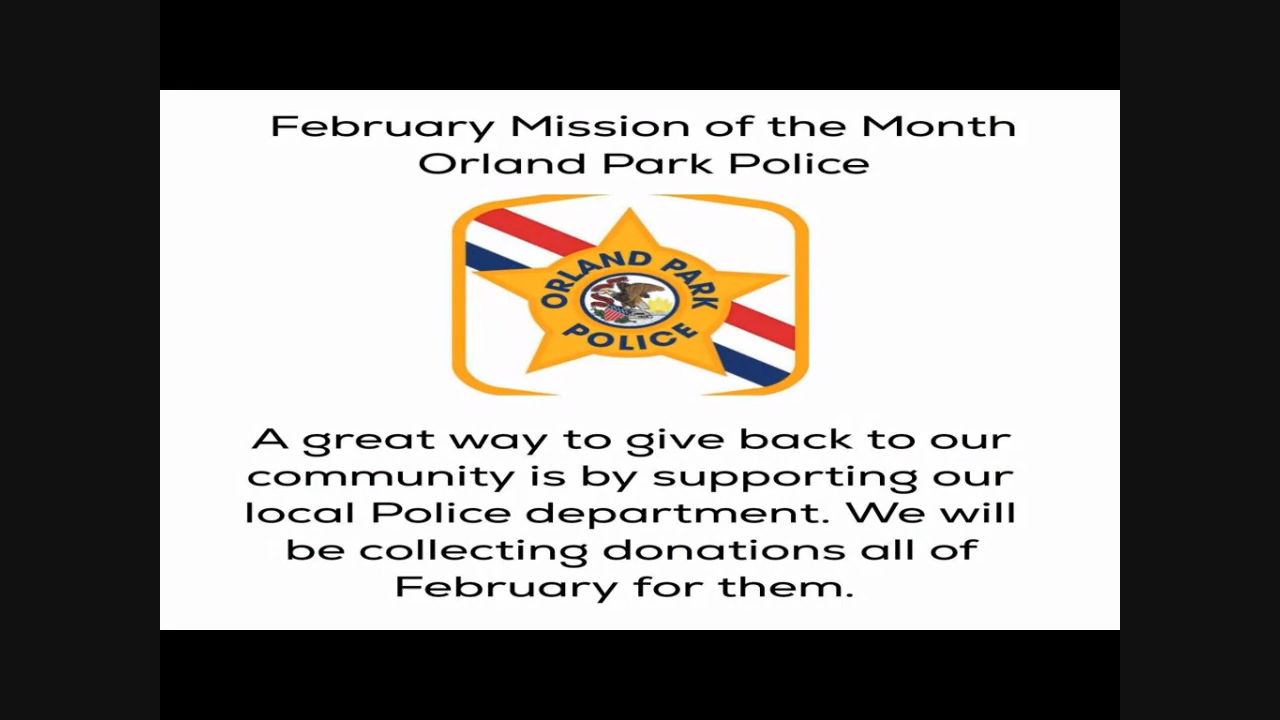 February Mission of the Month
Orland Park Police
ORLAND PARK
POLICE
A great way to give back to our
community is by supporting our
local Police department. We will
be collecting donations all of
February for them.